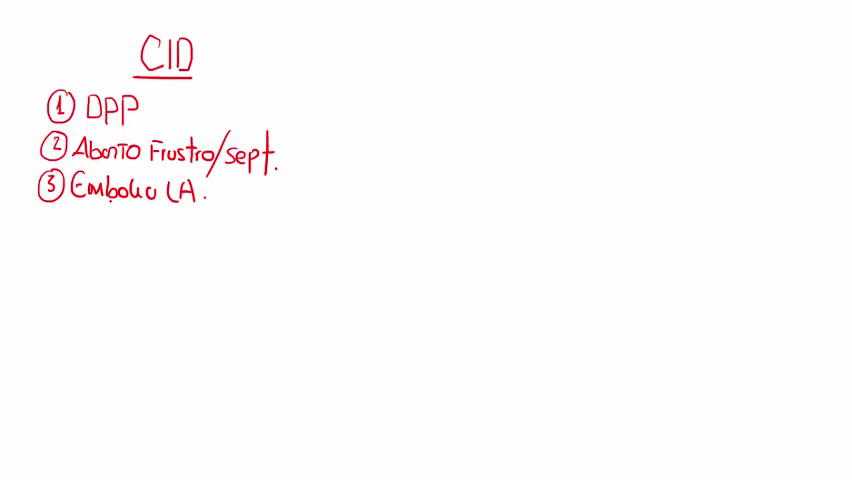 CID
① DPP
② Aborto Frustro/sept.
③ Embolia LA.